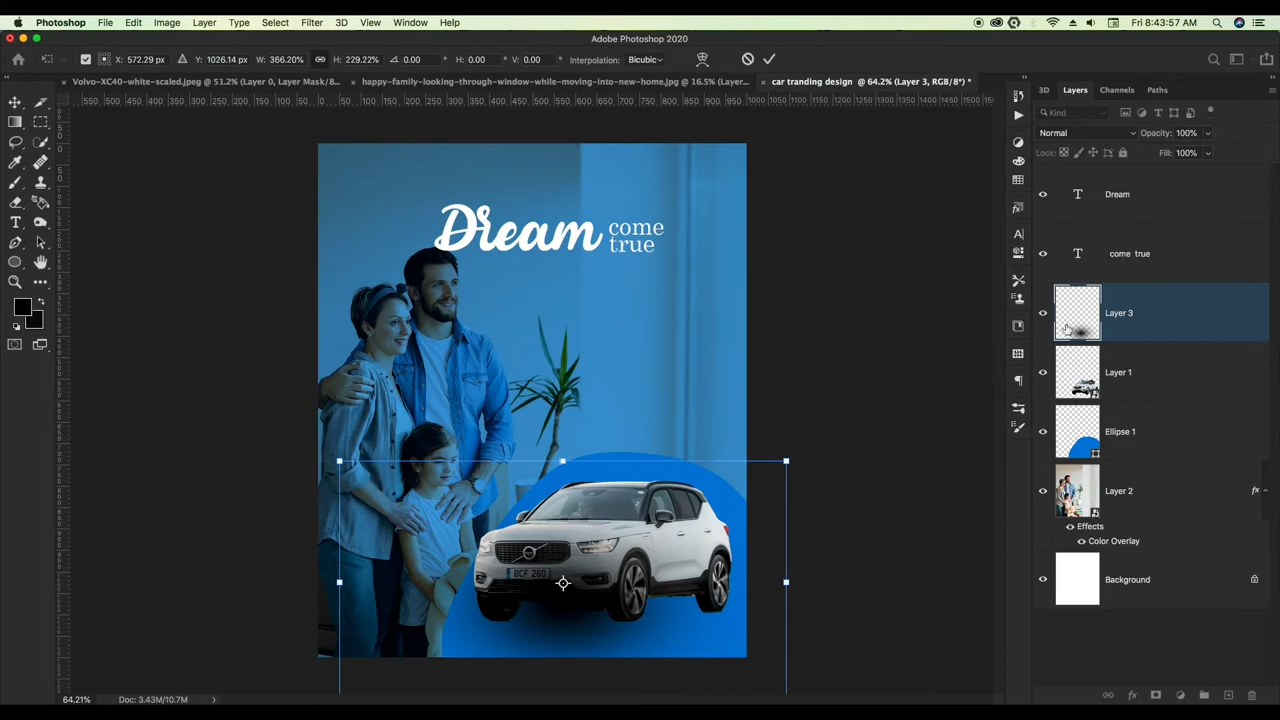 Photoshop File Edit Image Layer Type Select Filter 3D View Window Help Fri 8:43:57
Adobe Photoshop 2020
X: 572.29 px Y: 1026.14 px W: 366.20% H: 229.22% 0.00 H: 0.00 V: 0.00 Interpolation: Bicubic
Volvo-XC40-white-scaled.jpeg @ 51.2% (Layer 0, Layer Mask/8... happy-family-looking-through-window-while-moving-into-new-home.jpg @ 16.5% (Layer... car tranding design @ 64.2% (Layer 3, RGB/8*) *
3D Layers Channels Paths
Kind
Normal Opacity: 100%
Lock: Fill: 100%
Dream
come true
Layer 3
Layer 1
Ellipse 1
Layer 2 fx
Effects
Color Overlay
Background
Dream come
true
BCF 260
64.21% Doc: 3.43M/10.7M